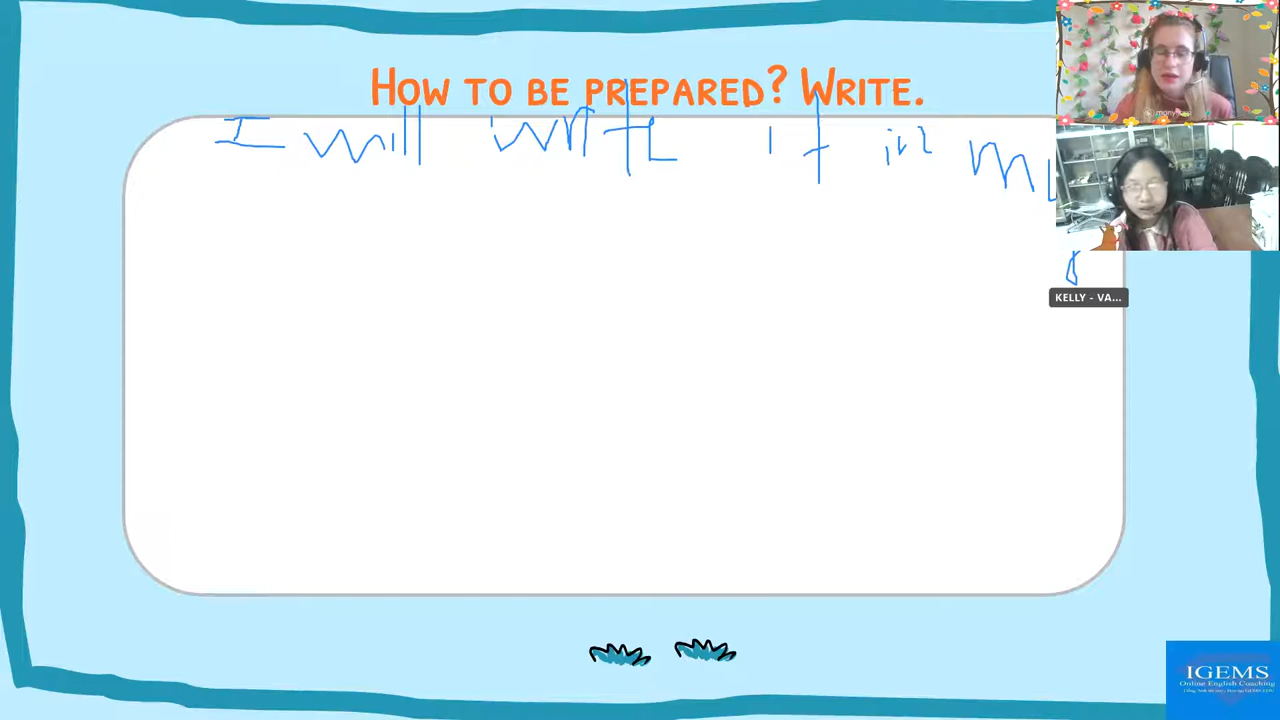 HOW TO BE PREPARED? WRITE.
I will write it in my
KELLY - VA...
IGEMS
Online English Coaching